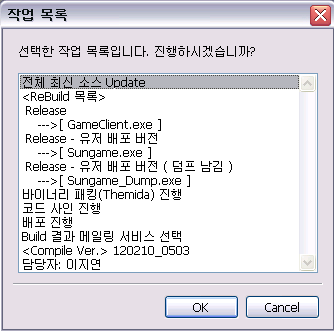 작업 목록
선택한 작업 목록입니다. 진행하시겠습니까?
전체 최신 소스 Update
<ReBuild 목록>
Release
--->[ GameClient.exe ]
Release - 유저 배포 버전
--->[ Sungame.exe ]
Release - 유저 배포 버전 ( 덤프 남김 )
--->[ Sungame_Dump.exe ]
바이너리 패킹(Themida) 진행
코드 사인 진행
배포 진행
Build 결과 메일링 서비스 선택
<Compile Ver.> 120210_0503
담당자: 이지연
OK Cancel